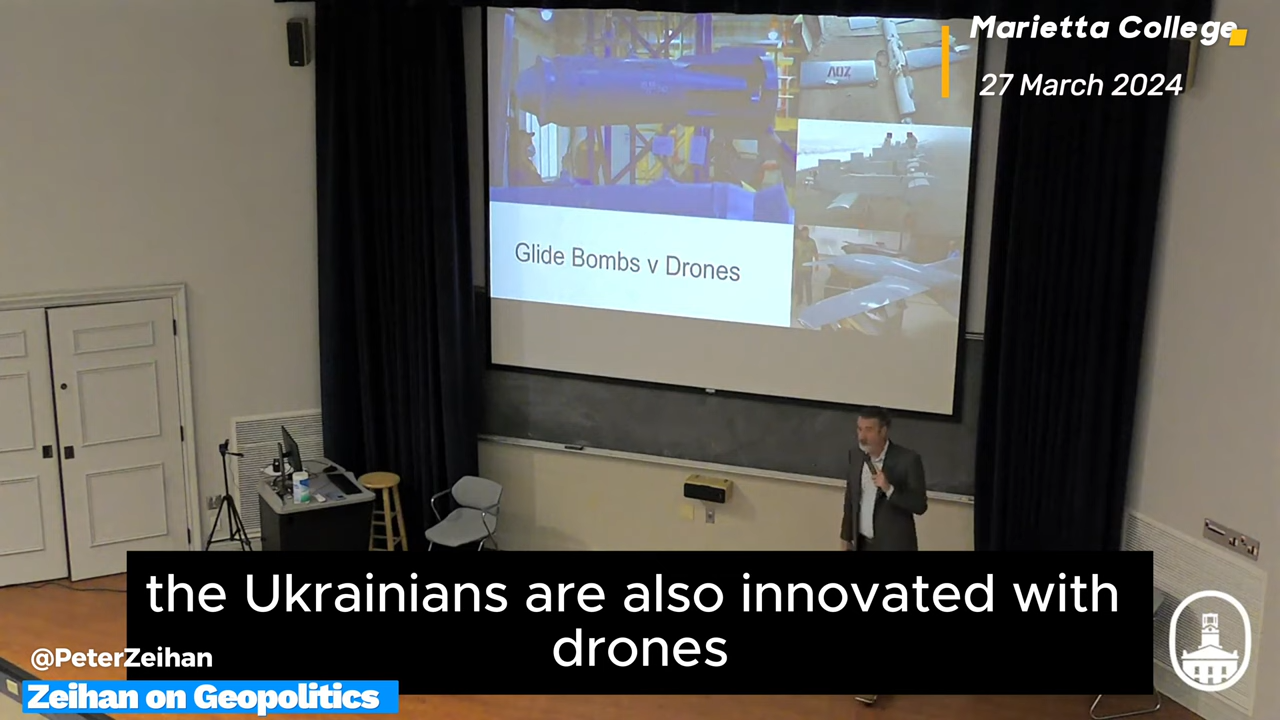 Marietta College
27 March 2024
Glide Bombs v Drones
the Ukrainians are also innovated with
drones
@PeterZeihan
Zeihan on Geopolitics